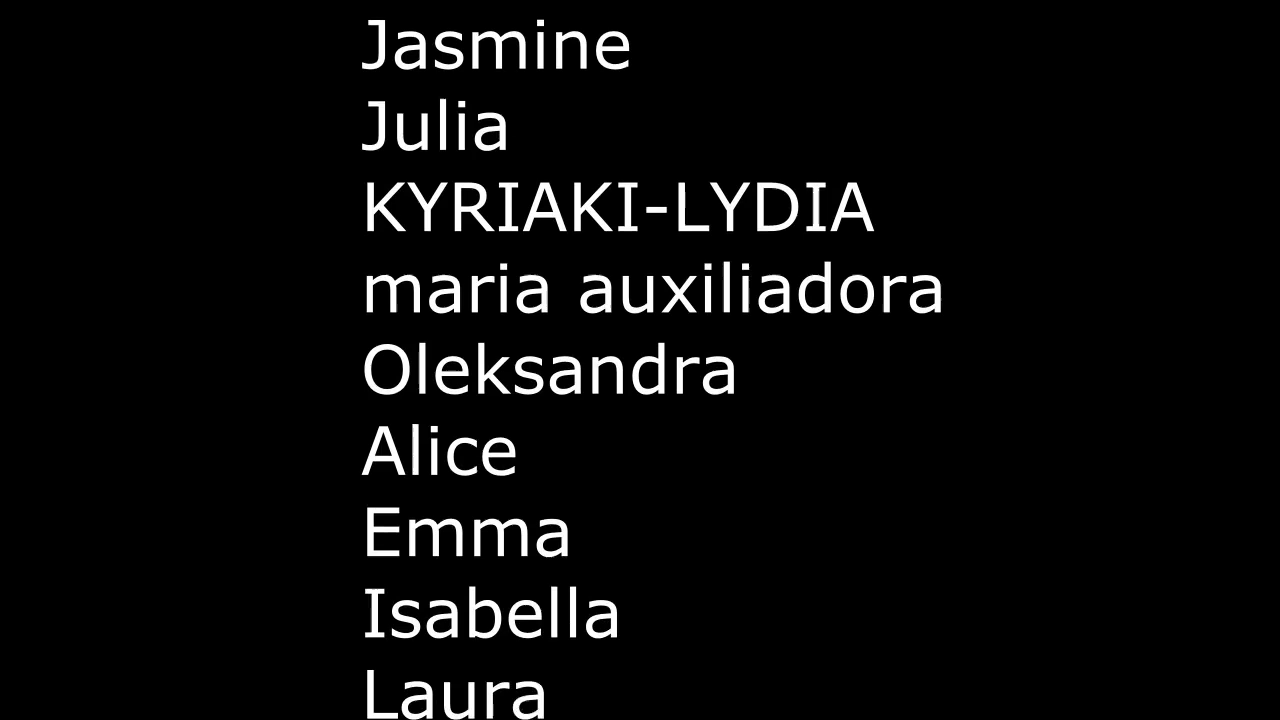 Jasmine
Julia
KYRIAKI-LYDIA
maria auxiliadora
Oleksandra
Alice
Emma
Isabella
Laura